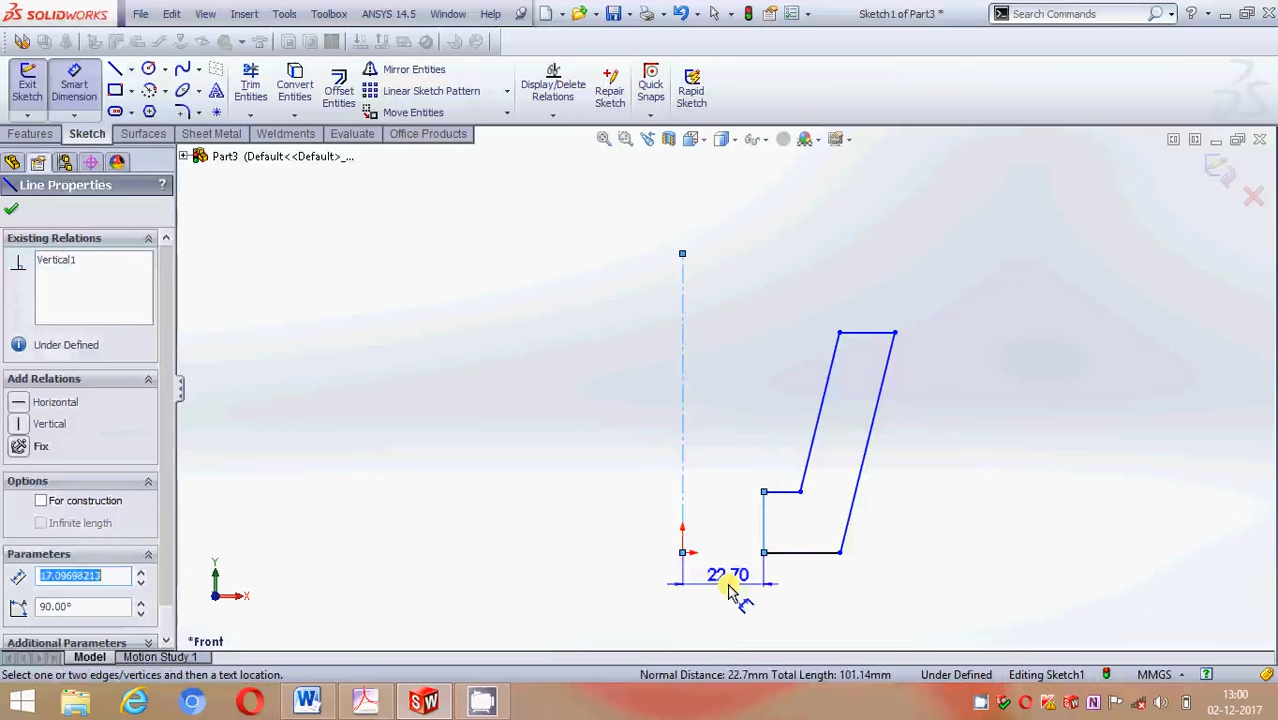 SOLIDWORKS File Edit View Insert Tools Toolbox ANSYS 14.5 Window Help Sketch1 of Part3 * Search Commands
Exit Sketch Smart Dimension Trim Entities Convert Entities Offset Entities Mirror Entities Linear Sketch Pattern Move Entities Display/Delete Relations Repair Sketch Quick Snaps Rapid Sketch
Features Sketch Surfaces Sheet Metal Weldments Evaluate Office Products
Part3 (Default<<Default>_...
Line Properties ?
Existing Relations
Vertical1
Under Defined
Add Relations
Horizontal
Vertical
Fix
Options
For construction
Infinite length
Parameters
17.09698213
90.00°
Additional Parameters
22.70
Y
X
*Front
Model Motion Study 1
Select one or two edges/vertices and then a text location. Normal Distance: 22.7mm Total Length: 101.14mm Under Defined Editing Sketch1 MMGS
13:00
02-12-2017